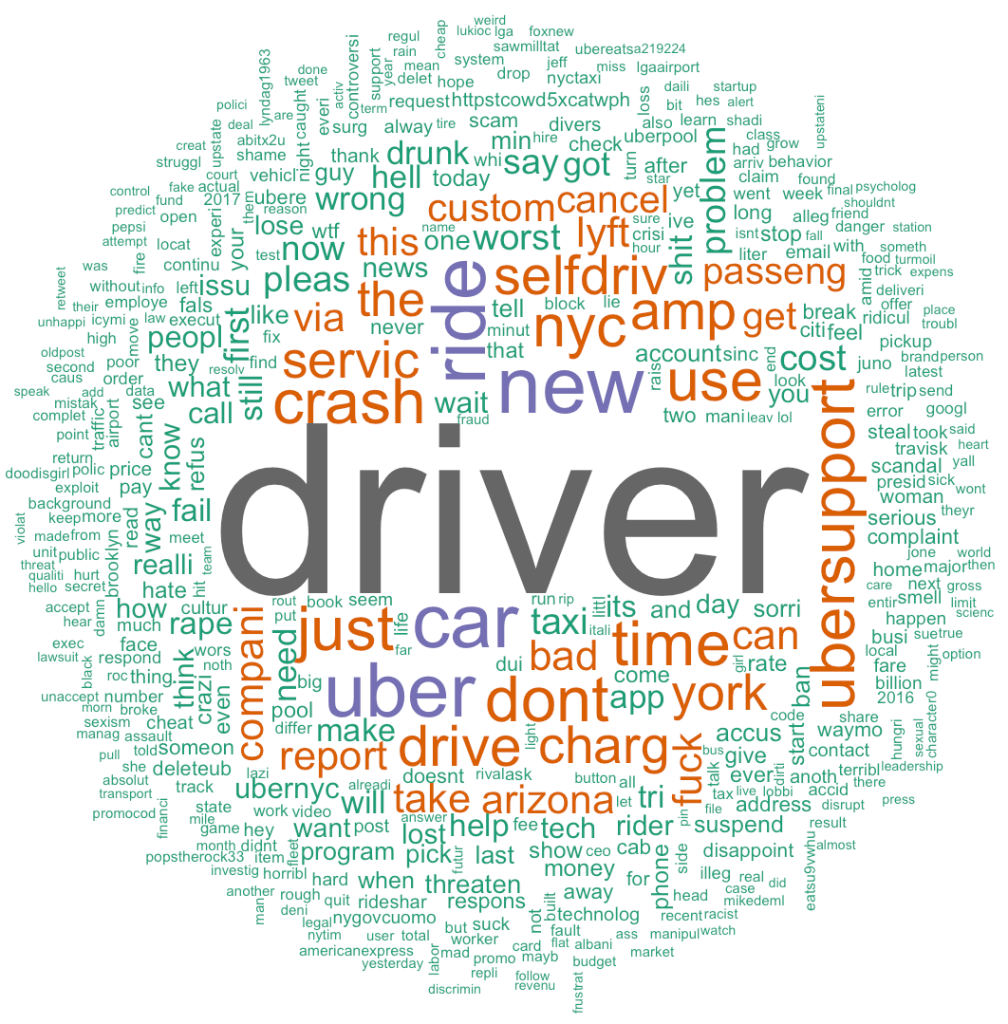 weird
lukioc lga foxnew
regul cheap sawmilltat ubereatsa219224
rain system jeff miss lgaairport
done mean support year delet hope drop nyctaxi
tweet controversi daili startup
lyndag1963 activ term request httpstcowd5xcatwph loss bit hes alert
polici are everi caught surg alway tire scam min hire divers check uberpool also learn shadi upstateni
deal abitx2u night thank drunk whi say got turn after had grow class
creat upstate shame guy hell today star yet problem arriv behavior
struggl court vehicl ubere wrong custom cancel claim found
control fake actual them went week final psycholog
predict fund 2017 reason lose wtf this name one worst lyft sure ive long alleg friend shouldnt
pepsi open experi your now isnt danger station
attempt locat test crisi stop fall
was fire continu issu pleas news ride selfdriv shit hour liter email with someth
retweet without info left fals like via the tell block lie passeng amid food turmoil
their employe never minut nyc amp get break trick expens
unhappi icymi law execut peopl first fix that citi feel deliveri offer
high move find servic account sinc raise end ridicul pickup place troubl
oldpost poor they resolv cost juno brand person
second order data what still crash wait new use look you latest
speak caus add see call fraud two mani leav lol rule trip send
mistak complet traffic airport cant know refus error googl
point steal took said
return driver travisk heart
doodisgirl polic price scandal yall
exploit pay presid sick wont
background way fail woman theyr
violat keep more read ubersupport serious
made from meet complaint
unit public brooklyn realli team jone world
threat qualiti hurt hit home major then
hello secret hate rout book seem run rip care next gross
accept damn cultur put car taxi littl its and day sorri entir smell limit scienc
hear much how rape life itali happen
exec face wors just far time can busi sue true
lawsuit respond noth need dui bad girl rate local might option
black roc thing think compani big uber come ban fare
unaccept morn number crazi pool dont app york billion
manag sexism broke cheat even differ make code start 2016
assault report drive charg accus share waymo hungri sexual character0
pull told someon light bus give contact
absolut she deleteub lazi rival ask button all fuck talk ever dirti anoth terribl leadership
transport track alreadi doesnt let tax live lobbi accid there
promocod state ubernyc will take arizona tri file address disrupt press
financi mile work video answer pin result
month game hey want post lost help fee tech rider suspend eatsu9vwhu almost
popstherock33 didnt item fleet program pick futur last show ceo cab side disappoint
investig horribl money phone illeg real did
another hard when threaten away for case
man rough quit rideshar respons built head mikedeml
deni legal nygovcuomo but suck not technolog recent racist
nytim user total worker fault ass manipul watch
americanexpress labor mad card flat albani market
yesterday promo mayb budget
repli follow
discrimin revenu frustrat